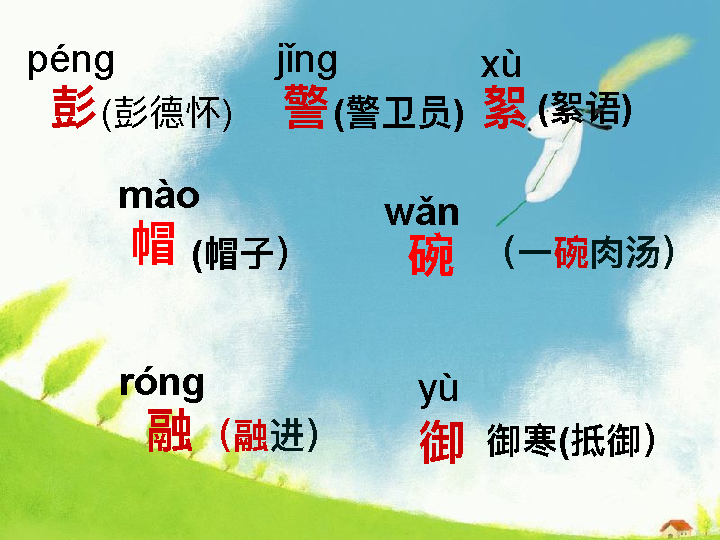 péng jǐng xù
彭(彭德怀) 警(警卫员) 絮(絮语)
mào wǎn
帽 (帽子) 碗 (一碗肉汤)
róng yù
融 (融进) 御 御寒(抵御)